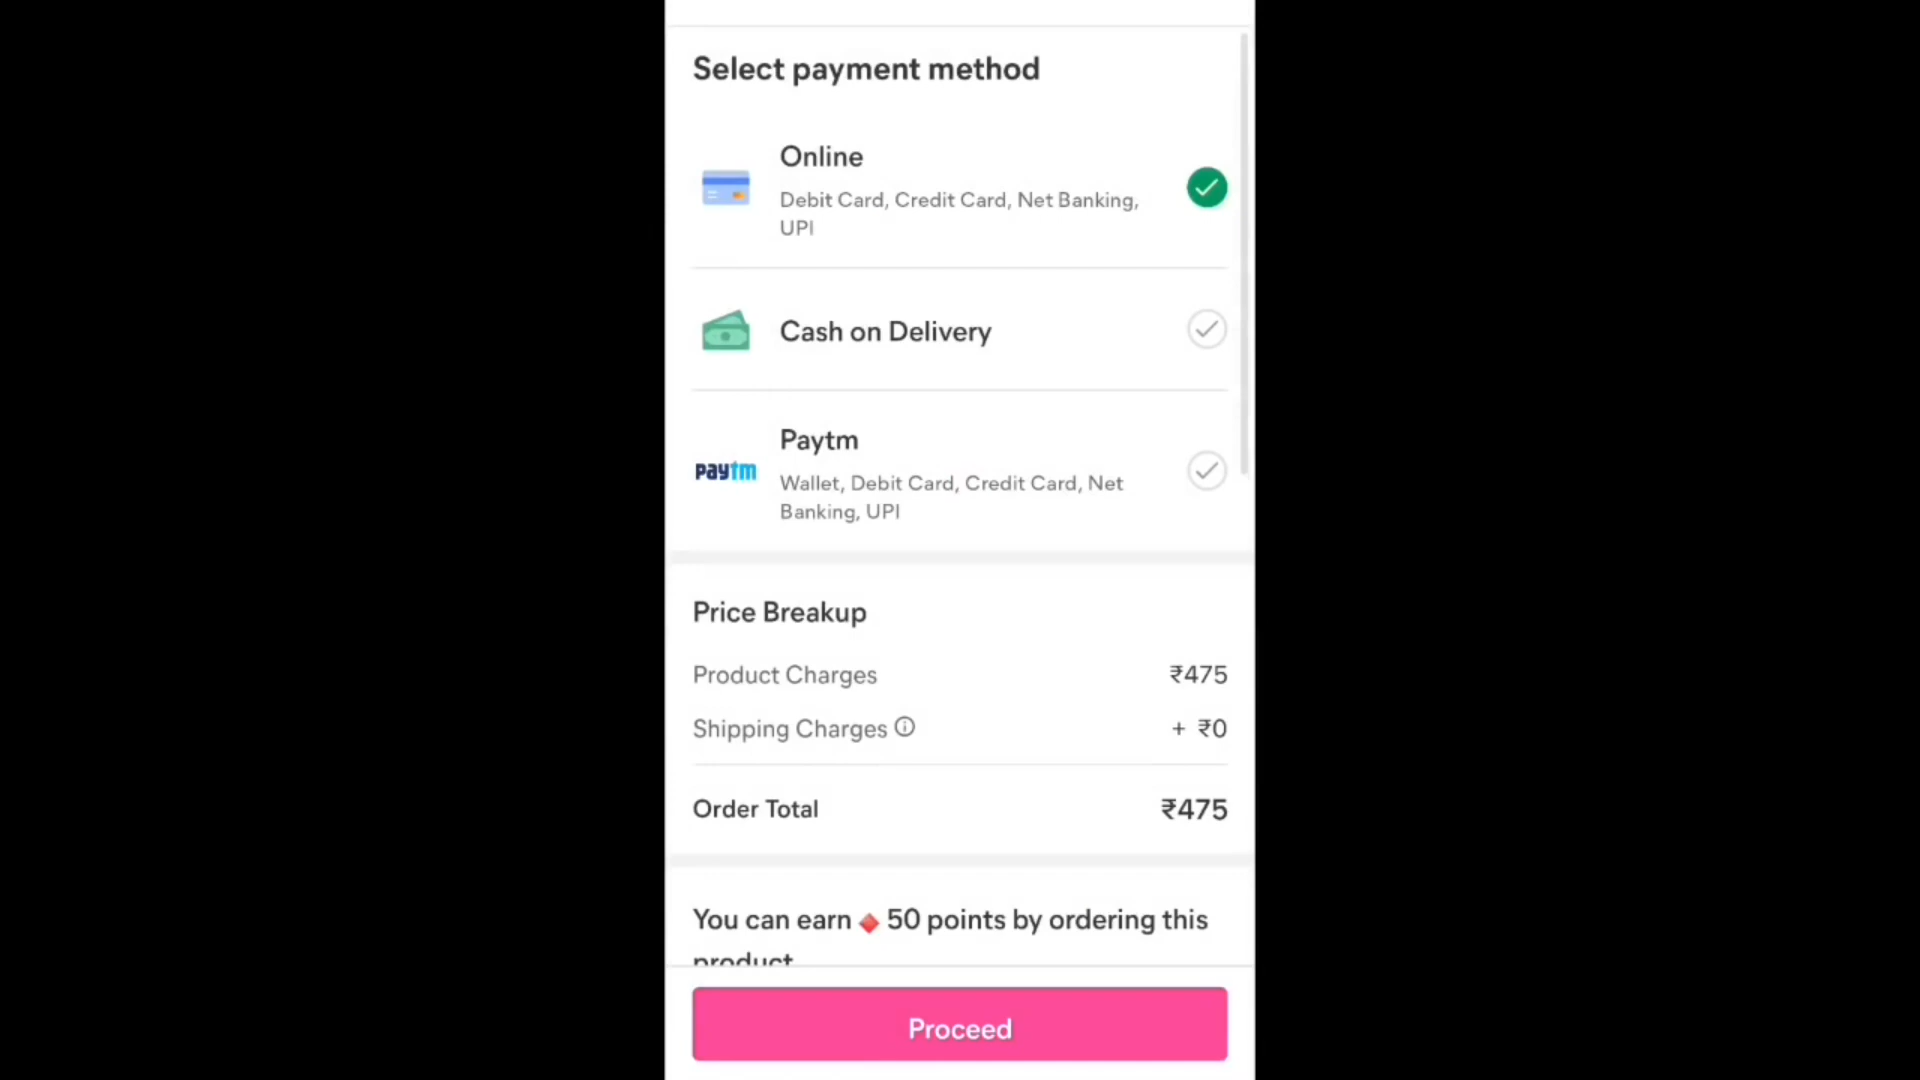 Select payment method
Online
Debit Card, Credit Card, Net Banking,
UPI
Cash on Delivery
paytm
Paytm
Wallet, Debit Card, Credit Card, Net
Banking, UPI
Price Breakup
Product Charges ₹475
Shipping Charges + ₹0
Order Total ₹475
You can earn 50 points by ordering this
product
Proceed